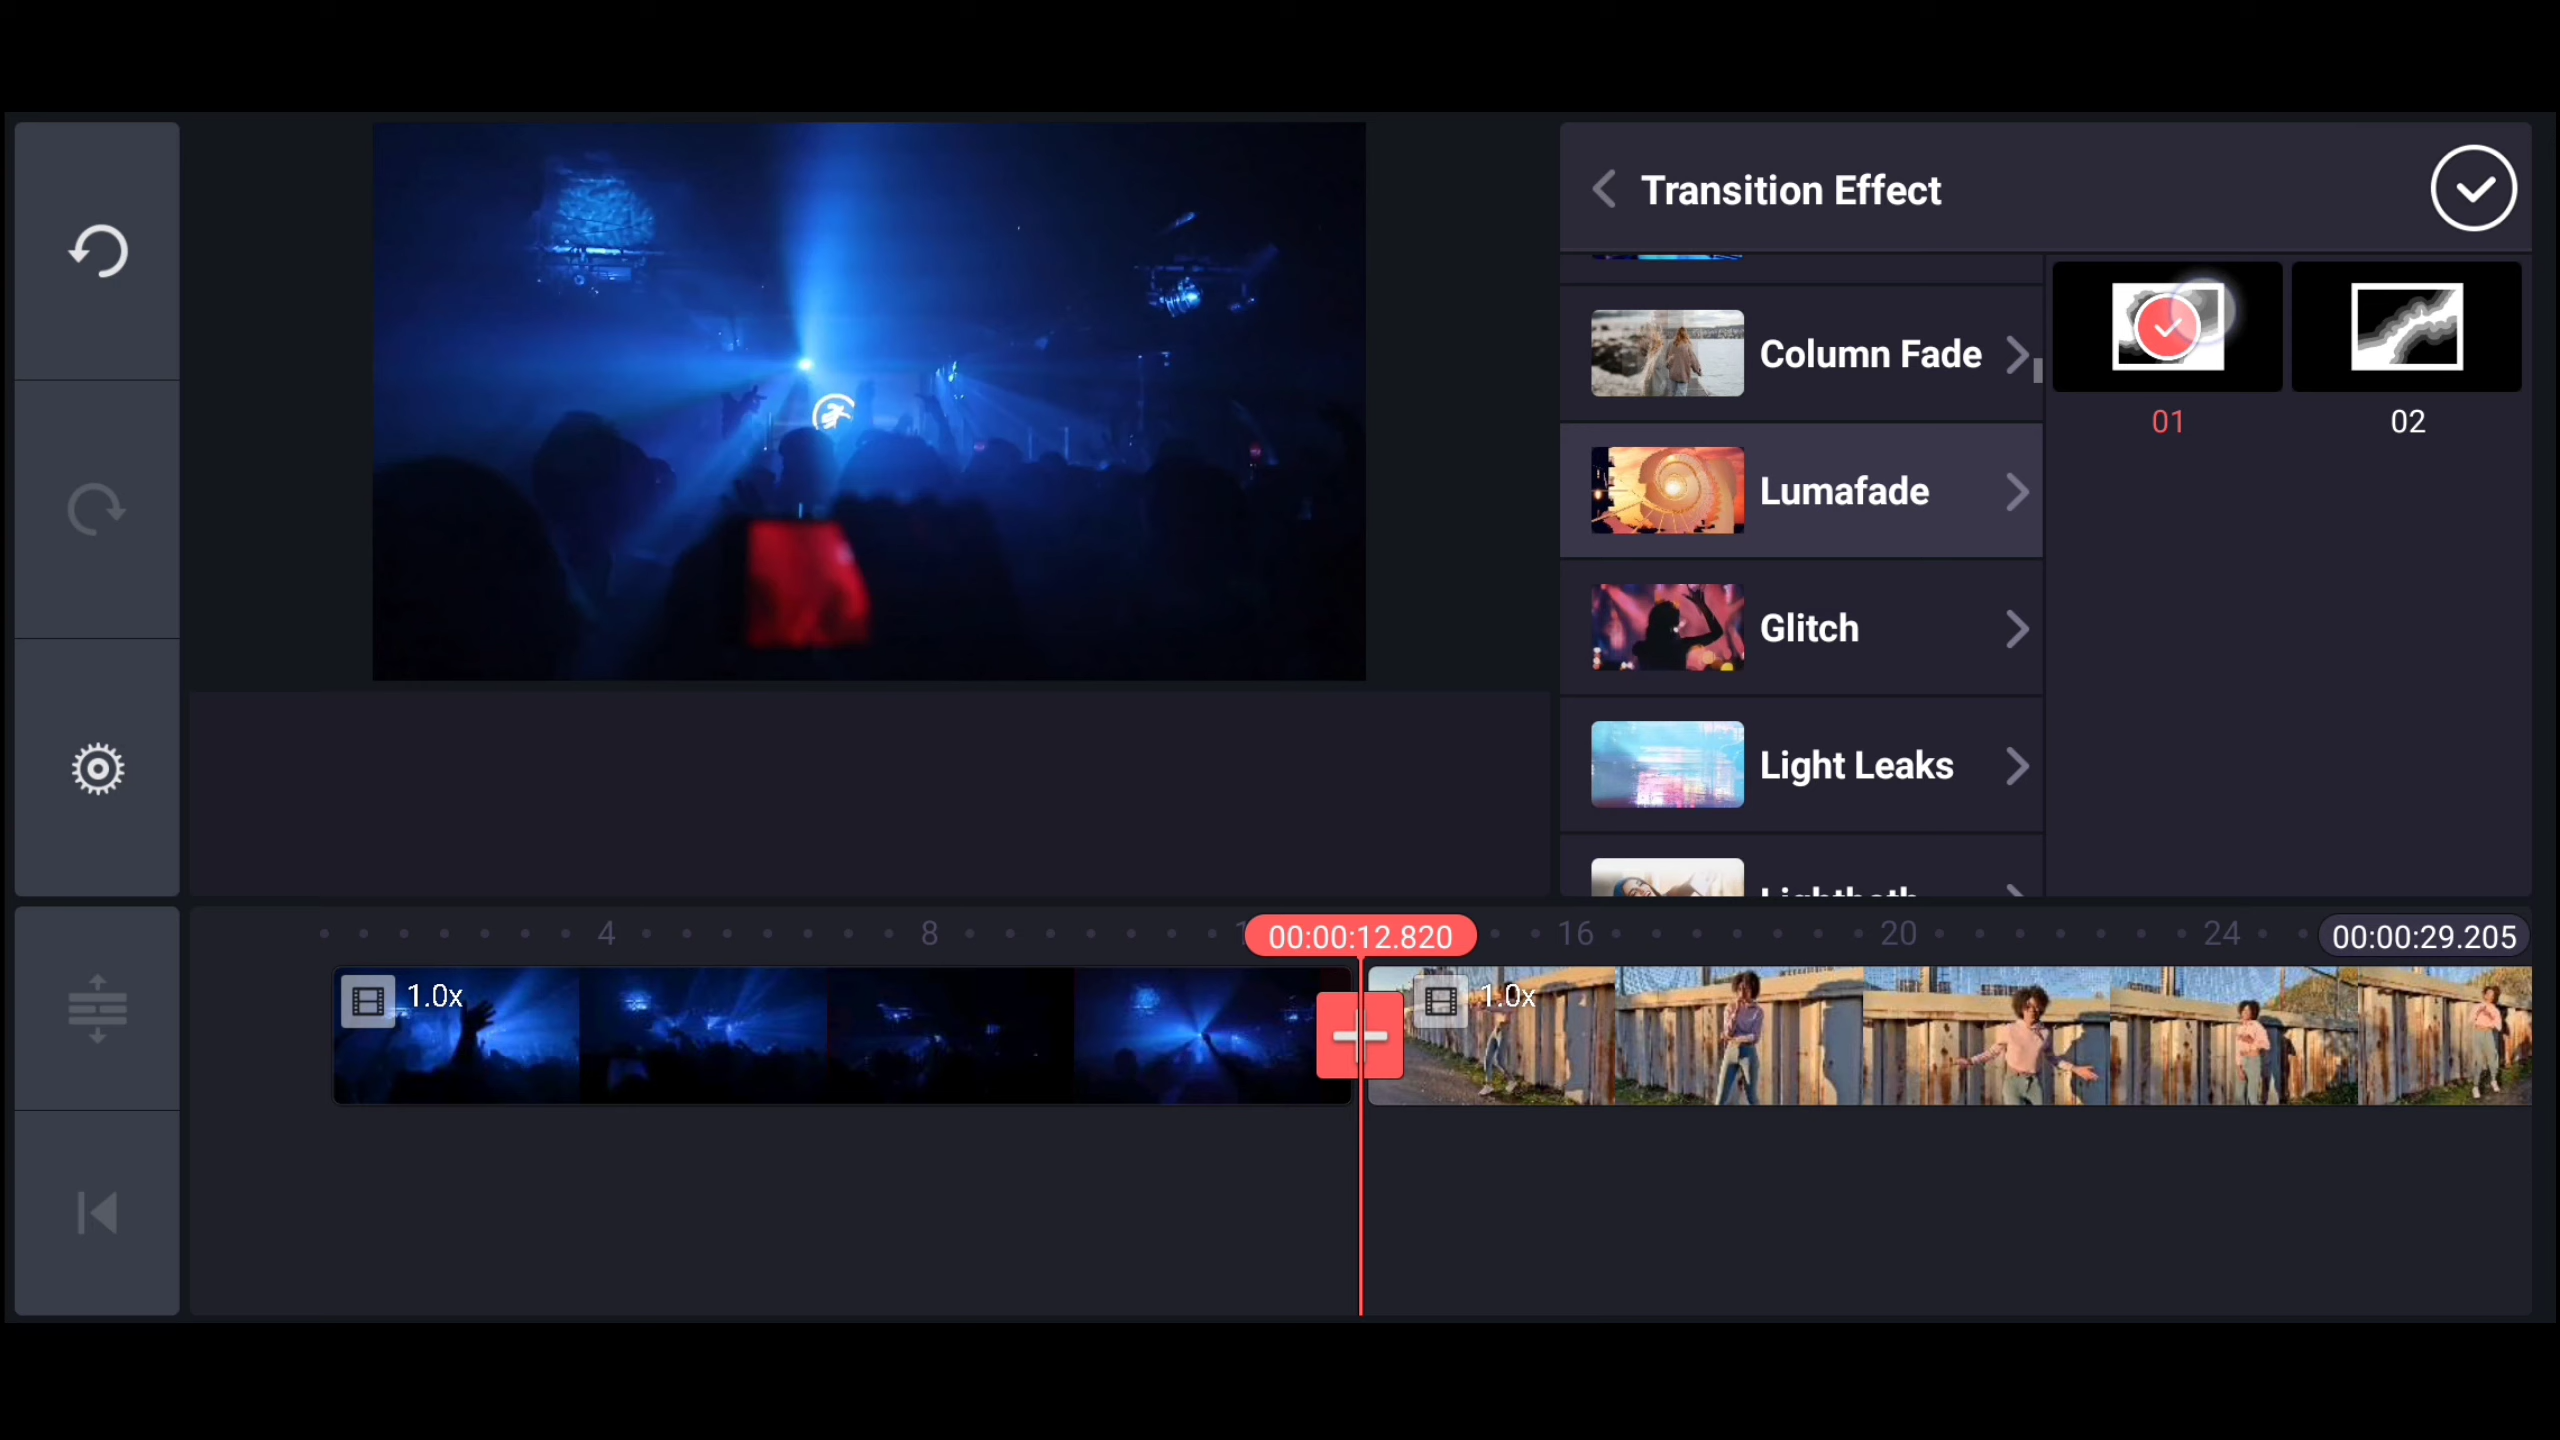 Transition Effect
Column Fade
Lumafade
Glitch
Light Leaks
01
02
4
8
00:00:12.820
16
20
24
00:00:29.205
1.0x
1.0x